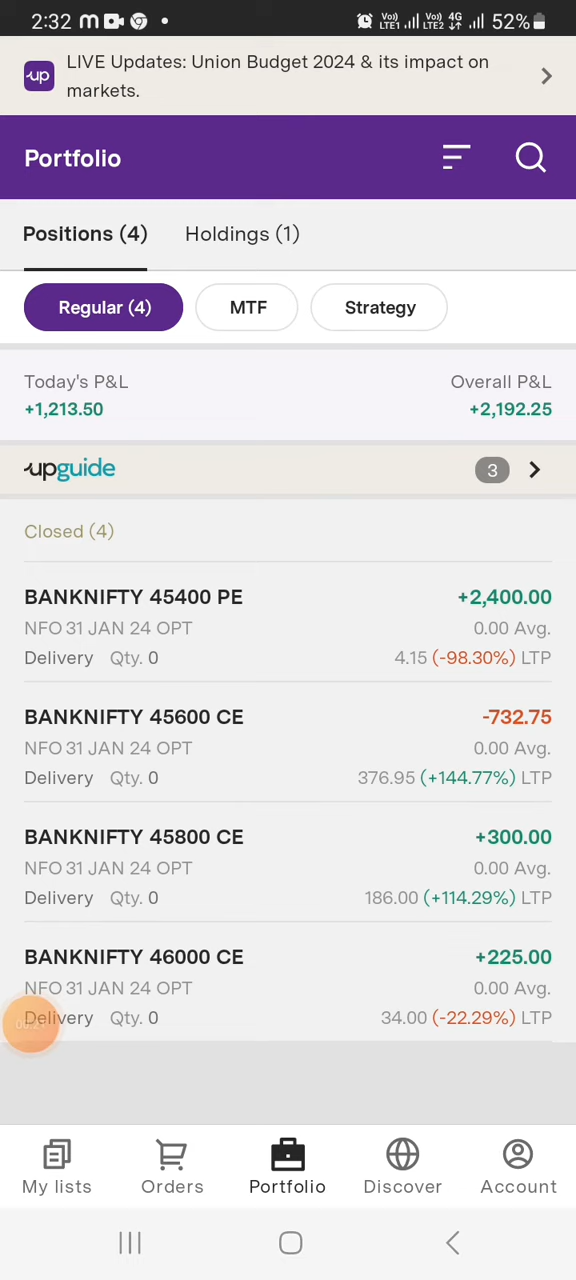 2:32
Vo)) LTE1 Vo)) LTE2 4G 52%
up LIVE Updates: Union Budget 2024 & its impact on
markets.
Portfolio
Positions (4) Holdings (1)
Regular (4) MTF Strategy
Today's P&L Overall P&L
+1,213.50 +2,192.25
upguide 3
Closed (4)
BANKNIFTY 45400 PE +2,400.00
NFO 31 JAN 24 OPT 0.00 Avg.
Delivery Qty. 0 4.15 (-98.30%) LTP
BANKNIFTY 45600 CE -732.75
NFO 31 JAN 24 OPT 0.00 Avg.
Delivery Qty. 0 376.95 (+144.77%) LTP
BANKNIFTY 45800 CE +300.00
NFO 31 JAN 24 OPT 0.00 Avg.
Delivery Qty. 0 186.00 (+114.29%) LTP
BANKNIFTY 46000 CE +225.00
NFO 31 JAN 24 OPT 0.00 Avg.
Delivery Qty. 0 34.00 (-22.29%) LTP
My lists Orders Portfolio Discover Account